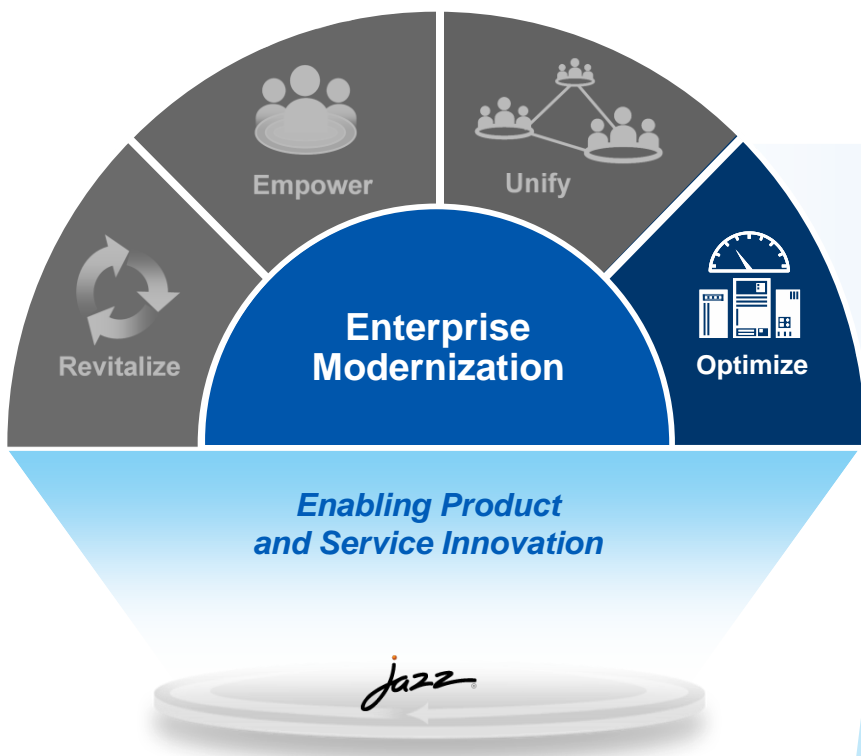 Empower
Unify
Revitalize
Enterprise
Modernization
Optimize
Enabling Product
and Service Innovation
jazz